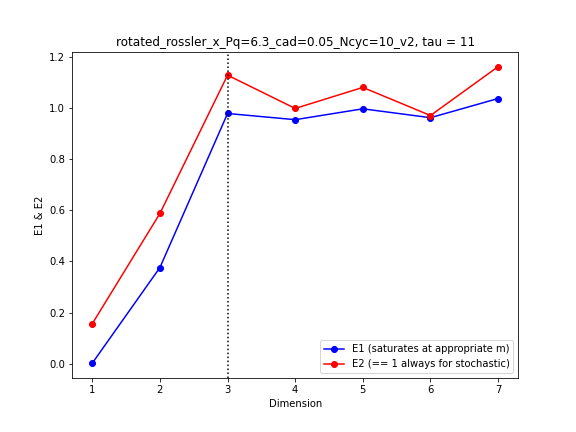 rotated_rossler_x_Pq=6.3_cad=0.05_Ncyc=10_v2, tau = 11
1.2
1.0
0.8
0.6
0.4
0.2
0.0
E1 & E2
E1 (saturates at appropriate m)
E2 (== 1 always for stochastic)
1 2 3 4 5 6 7
Dimension